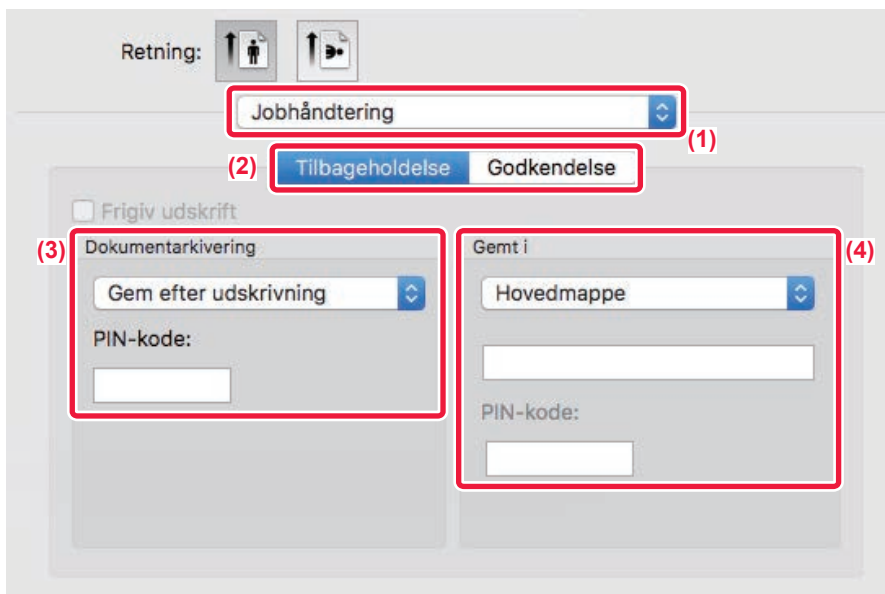 Retning:
Jobhåndtering
(1)
(2)
Tilbageholdelse Godkendelse
Frigiv udskrift
(3)
Dokumentarkivering
Gem efter udskrivning
PIN-kode:
Gemt i
(4)
Hovedmappe
PIN-kode: